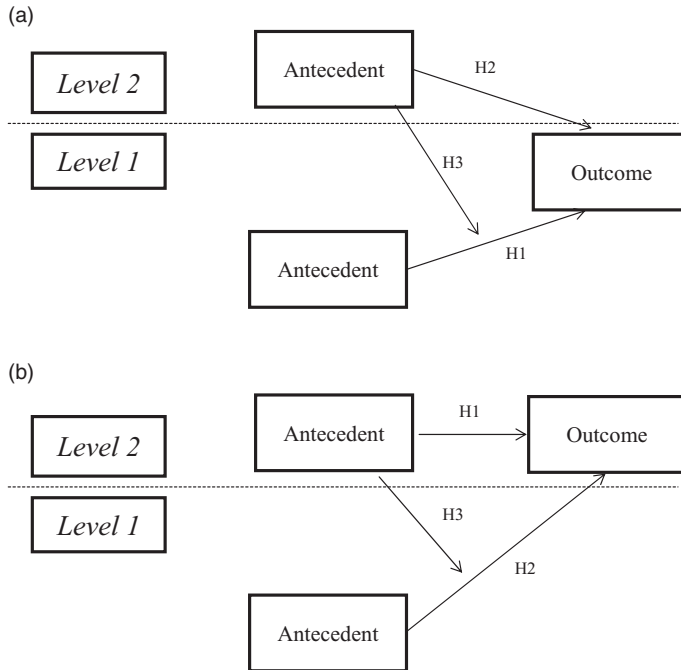 (a)
Level 2
Antecedent
H2
Level 1
H3
Outcome
Antecedent
H1
(b)
Level 2
Antecedent
H1
Outcome
Level 1
H3
H2
Antecedent